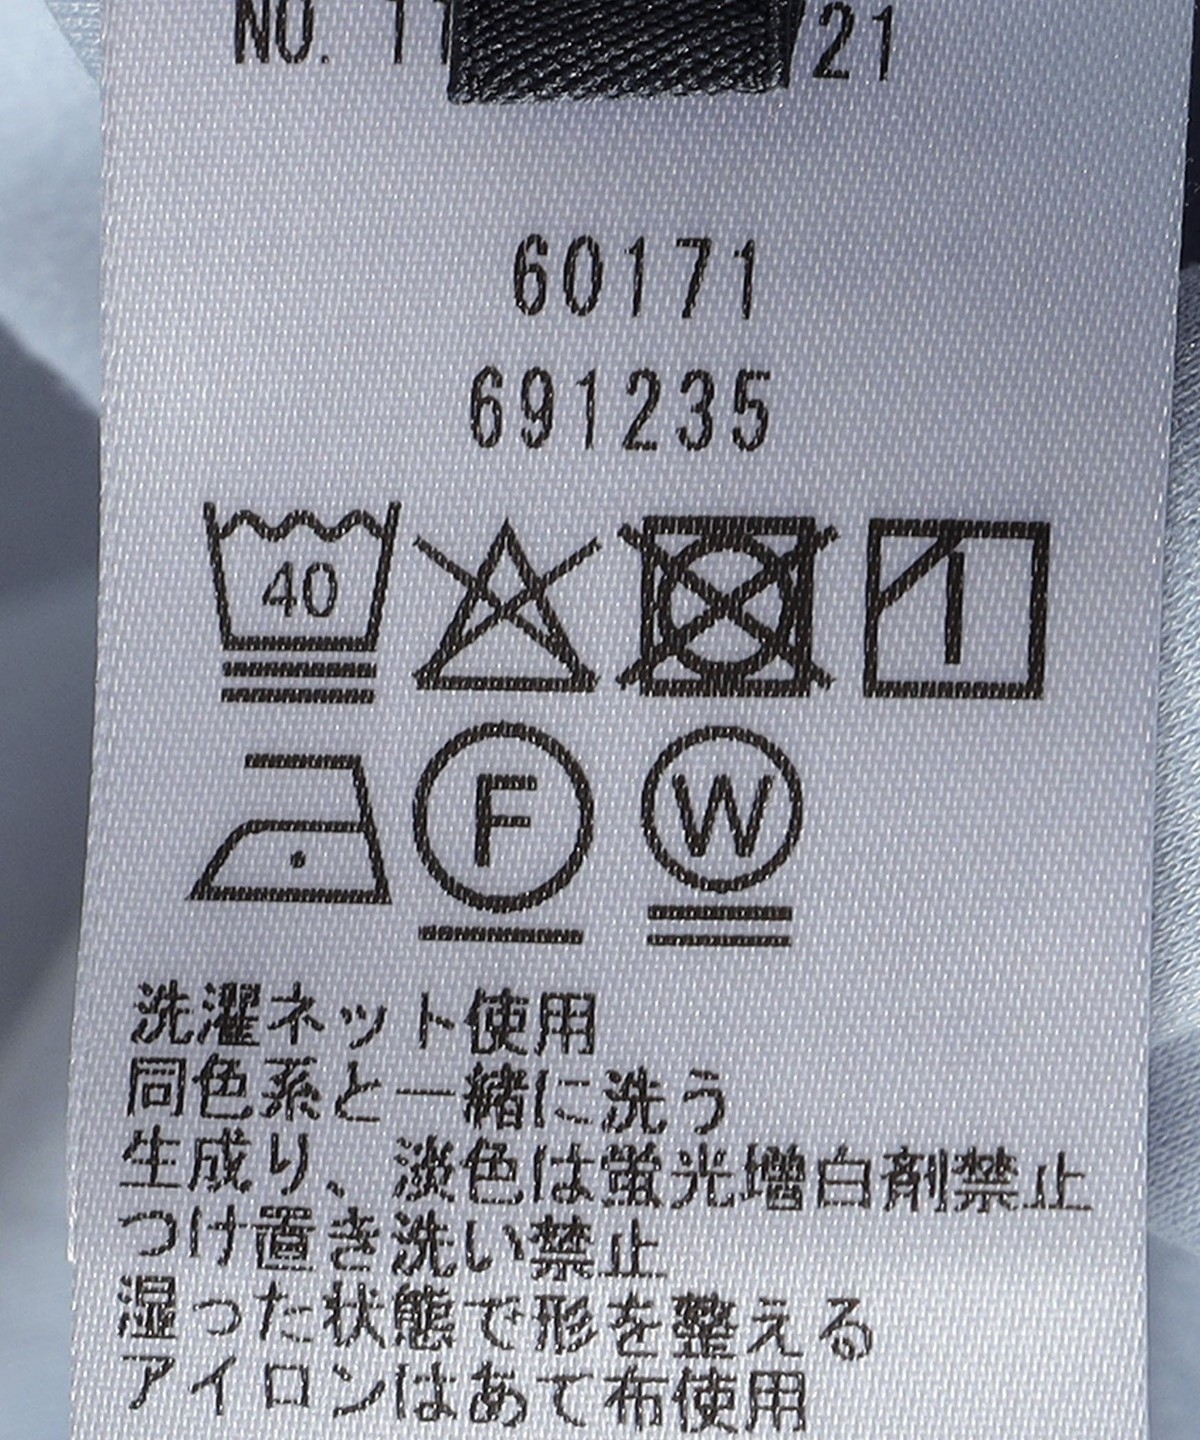 NO. 11 /21
60171
691235
40
F W
洗濯ネット使用
同色系と一緒に洗う
生成り、淡色は蛍光増白剤禁止
つけ置き洗い禁止
湿った状態で形を整える
アイロンはあて布使用